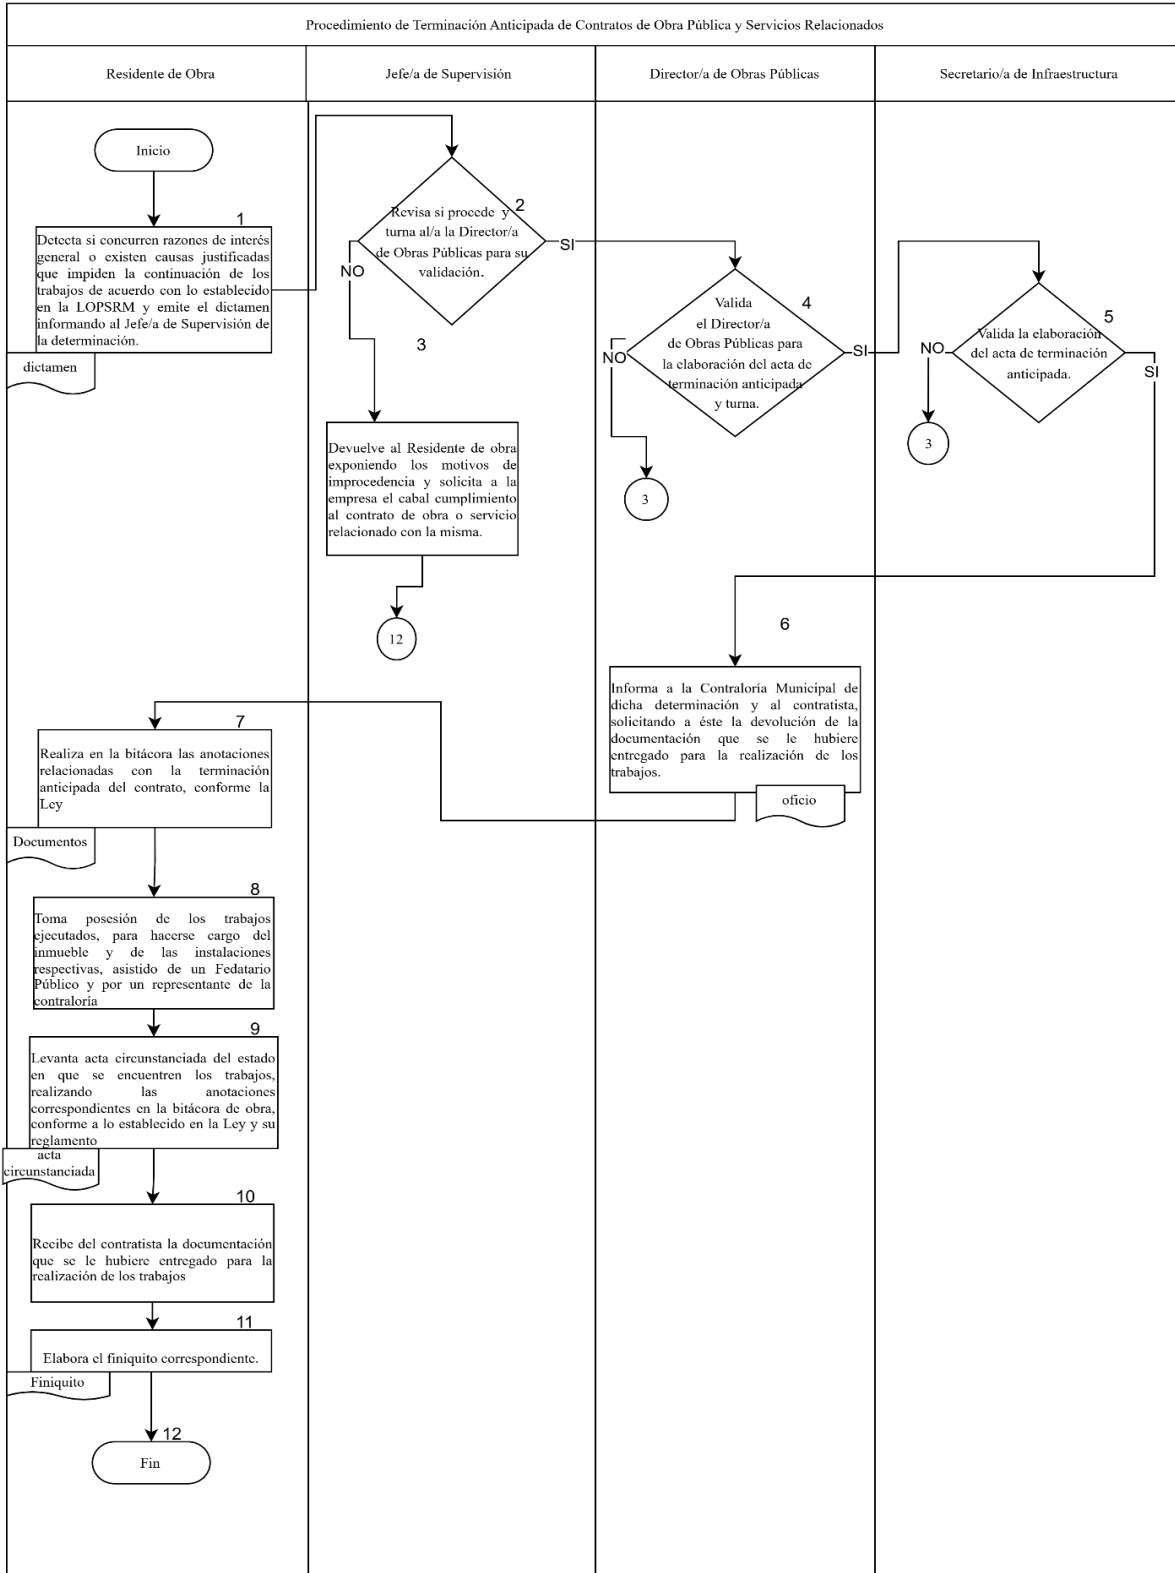 Procedimiento de Terminación Anticipada de Contratos de Obra Pública y Servicios Relacionados
Residente de Obra
Jefe/a de Supervisión
Director/a de Obras Públicas
Secretario/a de Infraestructura
Inicio
1
Detecta si concurren razones de interés
general o existen causas justificadas
que impiden la continuación de los
trabajos de acuerdo con lo establecido
en la LOPSRM y emite el dictamen
informando al Jefe/a de Supervisión de
la determinación.
dictamen
2
Revisa si procede y
turna al/a la Director/a
de Obras Públicas para su
validación.
SI
NO
3
Devuelve al Residente de obra
exponiendo los motivos de
improcedencia y solicita a la
empresa el cabal cumplimiento
al contrato de obra o servicio
relacionado con la misma.
12
4
Valida
el Director/a
de Obras Públicas para
la elaboración del acta de
terminación anticipada
y turna.
NO
SI
3
5
Valida la elaboración
del acta de terminación
anticipada.
NO
SI
3
6
Informa a la Contraloría Municipal de
dicha determinación y al contratista,
solicitando a éste la devolución de la
documentación que se le hubiere
entregado para la realización de los
trabajos.
oficio
7
Realiza en la bitácora las anotaciones
relacionadas con la terminación
anticipada del contrato, conforme la
Ley
Documentos
8
Toma posesión de los trabajos
ejecutados, para hacerse cargo del
inmueble y de las instalaciones
respectivas, asistido de un Fedatario
Público y por un representante de la
contraloría
9
Levanta acta circunstanciada del estado
en que se encuentren los trabajos,
realizando las anotaciones
correspondientes en la bitácora de obra,
conforme a lo establecido en la Ley y su
reglamento
acta
circunstanciada
10
Recibe del contratista la documentación
que se le hubiere entregado para la
realización de los trabajos
11
Elabora el finiquito correspondiente.
Finiquito
12
Fin